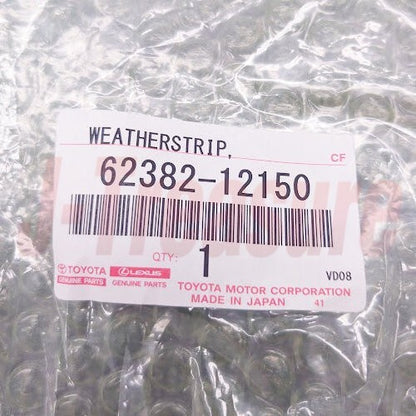 WEATHERSTRIP,
CF
62382-12150
QTY: 1
VD08
TOYOTA LEXUS
GENUINE PARTS GENUINE PARTS
TOYOTA MOTOR CORPORATION
MADE IN JAPAN 41
J-Treasure